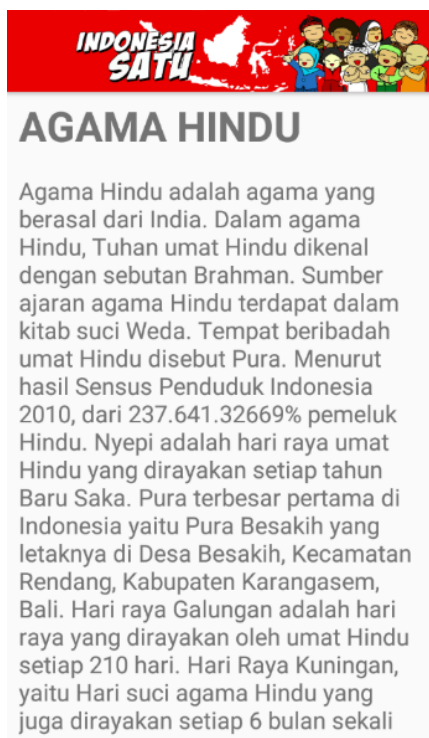 INDONESIA
SATU
AGAMA HINDU
Agama Hindu adalah agama yang
berasal dari India. Dalam agama
Hindu, Tuhan umat Hindu dikenal
dengan sebutan Brahman. Sumber
ajaran agama Hindu terdapat dalam
kitab suci Weda. Tempat beribadah
umat Hindu disebut Pura. Menurut
hasil Sensus Penduduk Indonesia
2010, dari 237.641.32669% pemeluk
Hindu. Nyepi adalah hari raya umat
Hindu yang dirayakan setiap tahun
Baru Saka. Pura terbesar pertama di
Indonesia yaitu Pura Besakih yang
letaknya di Desa Besakih, Kecamatan
Rendang, Kabupaten Karangasem,
Bali. Hari raya Galungan adalah hari
raya yang dirayakan oleh umat Hindu
setiap 210 hari. Hari Raya Kuningan,
yaitu Hari suci agama Hindu yang
juga dirayakan setiap 6 bulan sekali